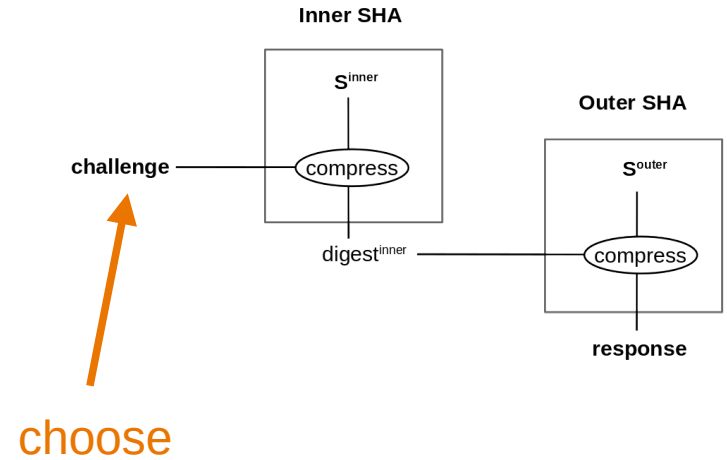 Inner SHA
S^inner
compress
challenge
digest^inner
Outer SHA
S^outer
compress
response
choose